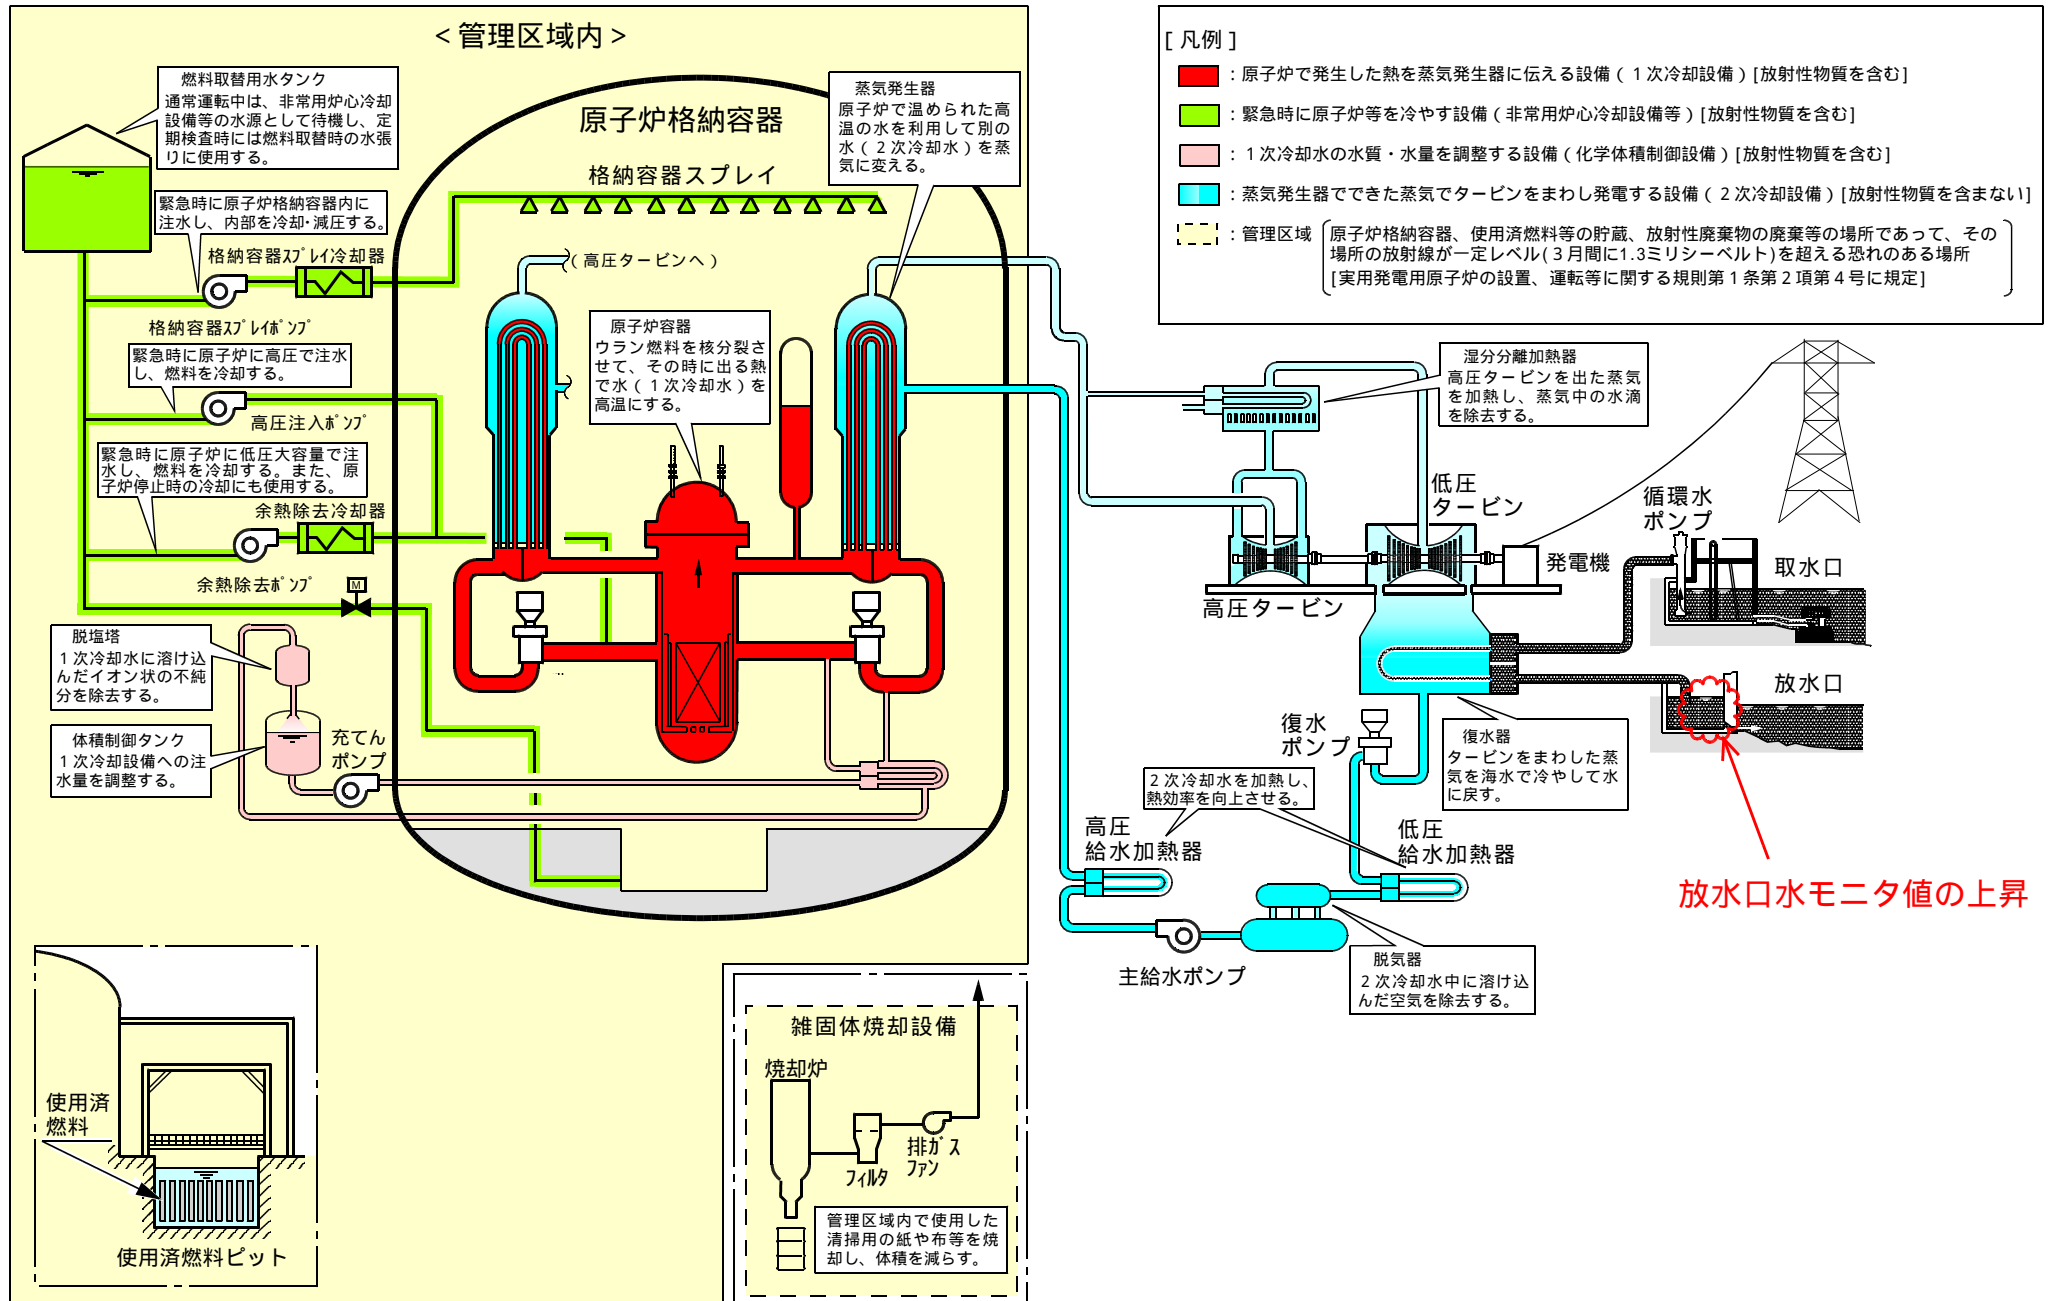 ＜管理区域内＞
燃料取替用水タンク
通常運転中は、非常用炉心冷却
設備等の水源として待機し、定
期検査時には燃料取替時の水張
りに使用する。
緊急時に原子炉格納容器内に
注水し、内部を冷却･減圧する。
格納容器ｽﾌﾟﾚｲ冷却器
格納容器ｽﾌﾟﾚｲﾎﾟﾝﾌﾟ
緊急時に原子炉に高圧で注水
し、燃料を冷却する。
高圧注入ﾎﾟﾝﾌﾟ
緊急時に原子炉に低圧大容量で注
水し、燃料を冷却する。また、原
子炉停止時の冷却にも使用する。
余熱除去冷却器
余熱除去ﾎﾟﾝﾌﾟ
M
脱塩塔
１次冷却水に溶け込
んだイオン状の不純
分を除去する。
体積制御タンク
１次冷却設備への注
水量を調整する。
充てん
ポンプ
原子炉格納容器
格納容器スプレイ
（高圧タービンへ）
蒸気発生器
原子炉で温められた高
温の水を利用して別の
水（２次冷却水）を蒸
気に変える。
原子炉容器
ウラン燃料を核分裂さ
せて、その時に出る熱
で水（１次冷却水）を
高温にする。
使用済
燃料
使用済燃料ピット
雑固体焼却設備
焼却炉
フィルタ
排ｶﾞｽ
ファン
管理区域内で使用した
清掃用の紙や布等を焼
却し、体積を減らす。
[ 凡例 ]
：原子炉で発生した熱を蒸気発生器に伝える設備（１次冷却設備）[放射性物質を含む]
：緊急時に原子炉等を冷やす設備（非常用炉心冷却設備等）[放射性物質を含む]
：１次冷却水の水質・水量を調整する設備（化学体積制御設備）[放射性物質を含む]
：蒸気発生器でできた蒸気でタービンをまわし発電する設備（２次冷却設備）[放射性物質を含まない]
：管理区域
原子炉格納容器、使用済燃料等の貯蔵、放射性廃棄物の廃棄等の場所であって、その
場所の放射線が一定レベル(３月間に1.3ミリシーベルト)を超える恐れのある場所
[実用発電用原子炉の設置、運転等に関する規則第１条第２項第４号に規定]
湿分分離加熱器
高圧タービンを出た蒸気
を加熱し、蒸気中の水滴
を除去する。
低圧
タービン
高圧タービン
発電機
循環水
ポンプ
取水口
放水口
復水
ポンプ
復水器
タービンをまわした蒸
気を海水で冷やして水
に戻す。
２次冷却水を加熱し、
熱効率を向上させる。
高圧
給水加熱器
低圧
給水加熱器
主給水ポンプ
脱気器
２次冷却水中に溶け込
んだ空気を除去する。
放水口水モニタ値の上昇